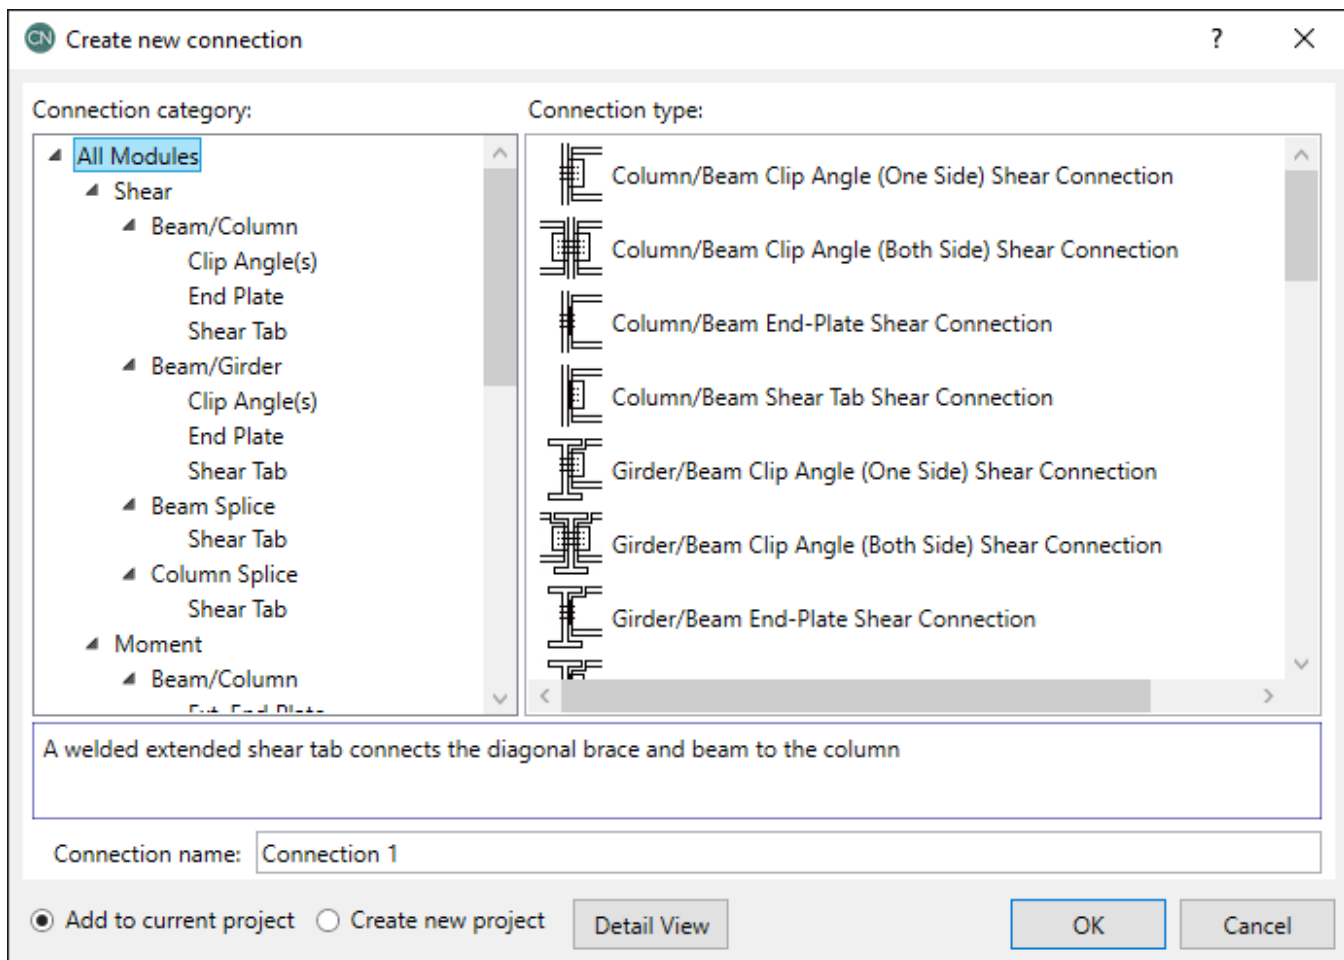 CN Create new connection ?
Connection category:
All Modules
Shear
Beam/Column
Clip Angle(s)
End Plate
Shear Tab
Beam/Girder
Clip Angle(s)
End Plate
Shear Tab
Beam Splice
Shear Tab
Column Splice
Shear Tab
Moment
Beam/Column
Ext. End Plate
Connection type:
Column/Beam Clip Angle (One Side) Shear Connection
Column/Beam Clip Angle (Both Side) Shear Connection
Column/Beam End-Plate Shear Connection
Column/Beam Shear Tab Shear Connection
Girder/Beam Clip Angle (One Side) Shear Connection
Girder/Beam Clip Angle (Both Side) Shear Connection
Girder/Beam End-Plate Shear Connection
A welded extended shear tab connects the diagonal brace and beam to the column
Connection name: Connection 1
Add to current project Create new project Detail View OK Cancel